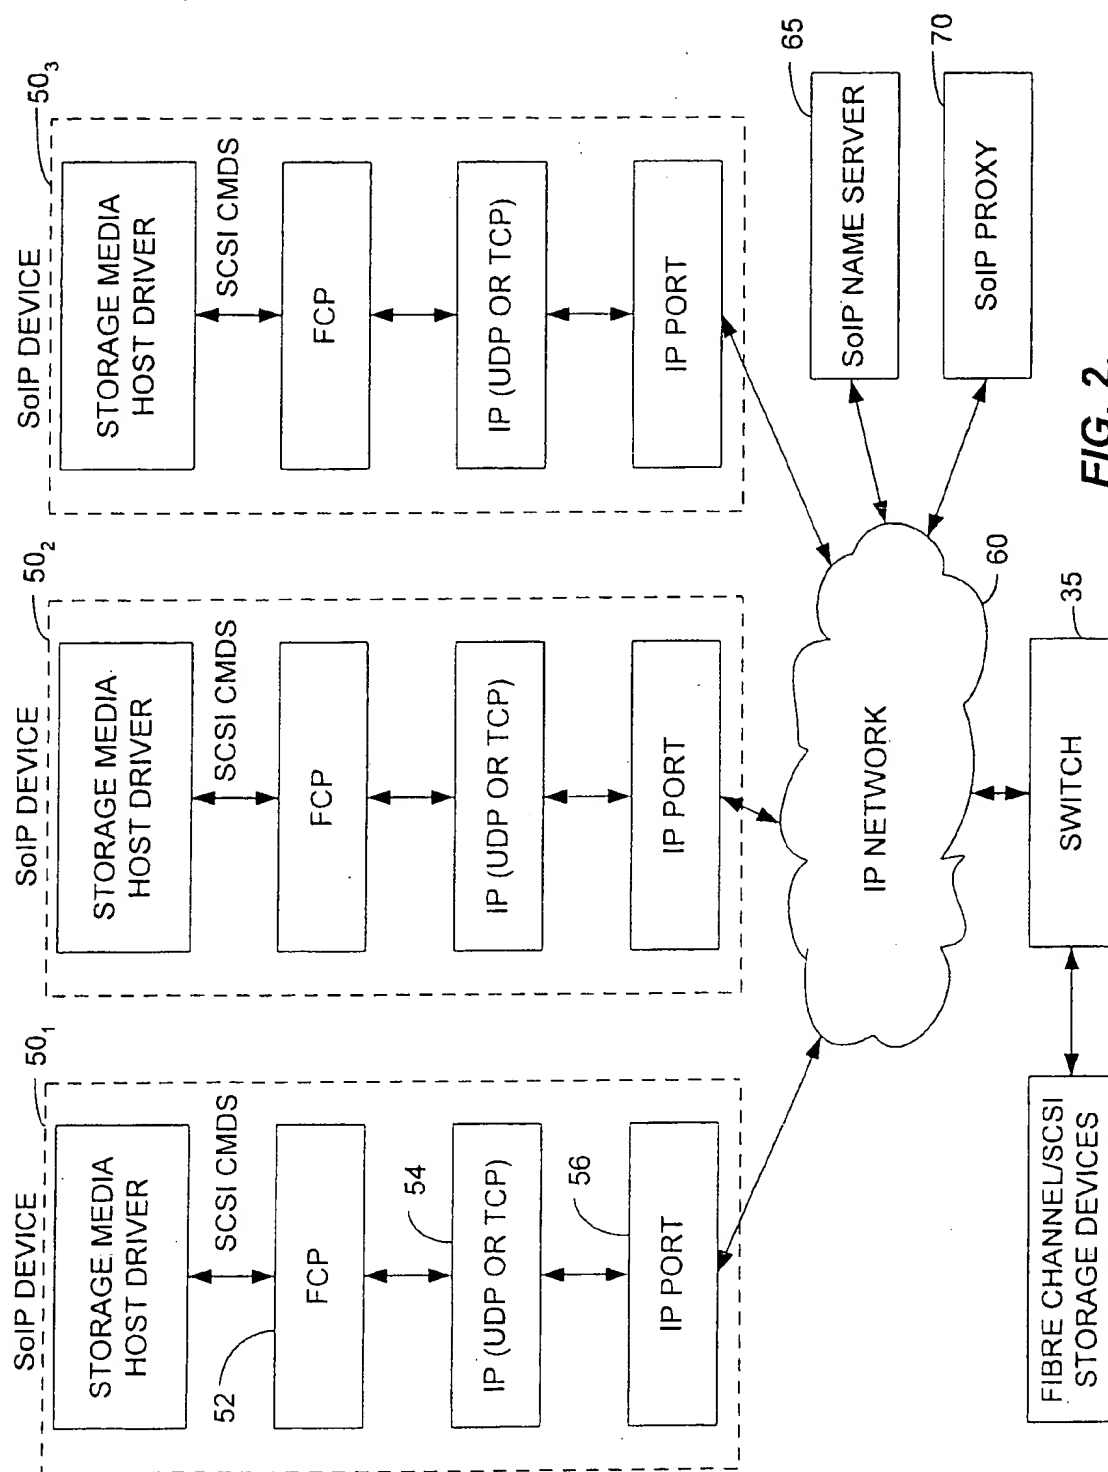 SoIP DEVICE
50₁
STORAGE MEDIA
HOST DRIVER
SCSI CMDS
52
FCP
54
IP (UDP OR TCP)
56
IP PORT
SoIP DEVICE
50₂
STORAGE MEDIA
HOST DRIVER
SCSI CMDS
FCP
IP (UDP OR TCP)
IP PORT
SoIP DEVICE
50₃
STORAGE MEDIA
HOST DRIVER
SCSI CMDS
FCP
IP (UDP OR TCP)
IP PORT
65
SoIP NAME SERVER
70
SoIP PROXY
IP NETWORK
60
35
SWITCH
FIBRE CHANNEL/SCSI
STORAGE DEVICES
FIG. 2.